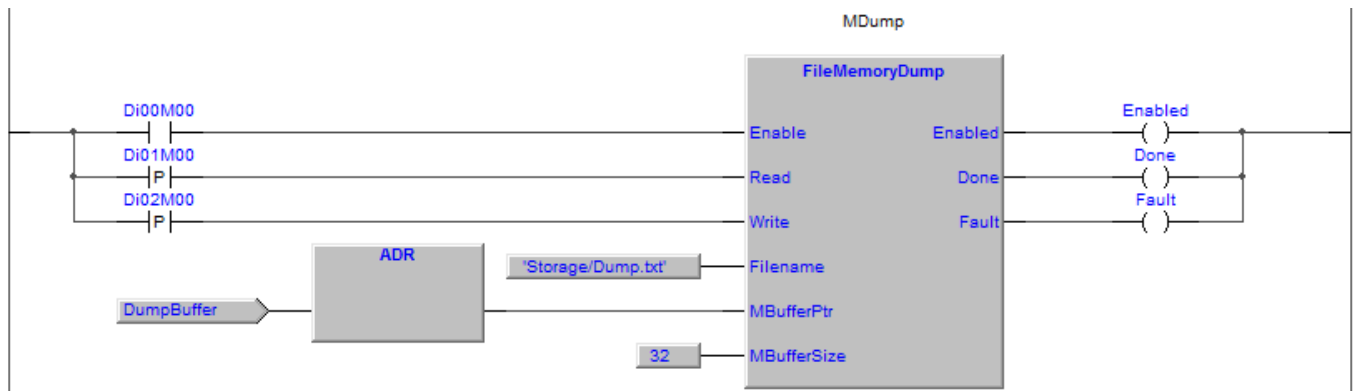 MDump
FileMemoryDump
Di00M00
Enable
Enabled
Enabled
Di01M00
P
Read
Done
Done
Di02M00
P
Write
Fault
Fault
ADR
'Storage/Dump.txt'
Filename
DumpBuffer
MBufferPtr
32
MBufferSize